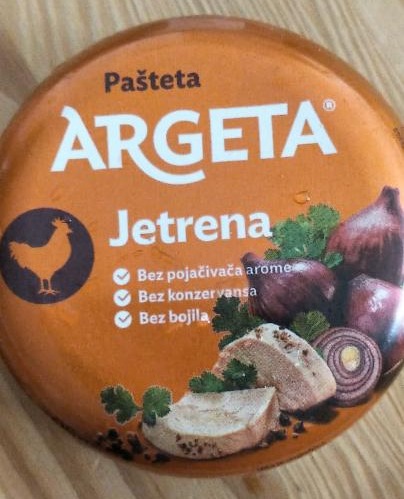 Pašteta
ARGETA®
Jetrena
Bez pojačivača arome
Bez konzervansa
Bez bojila